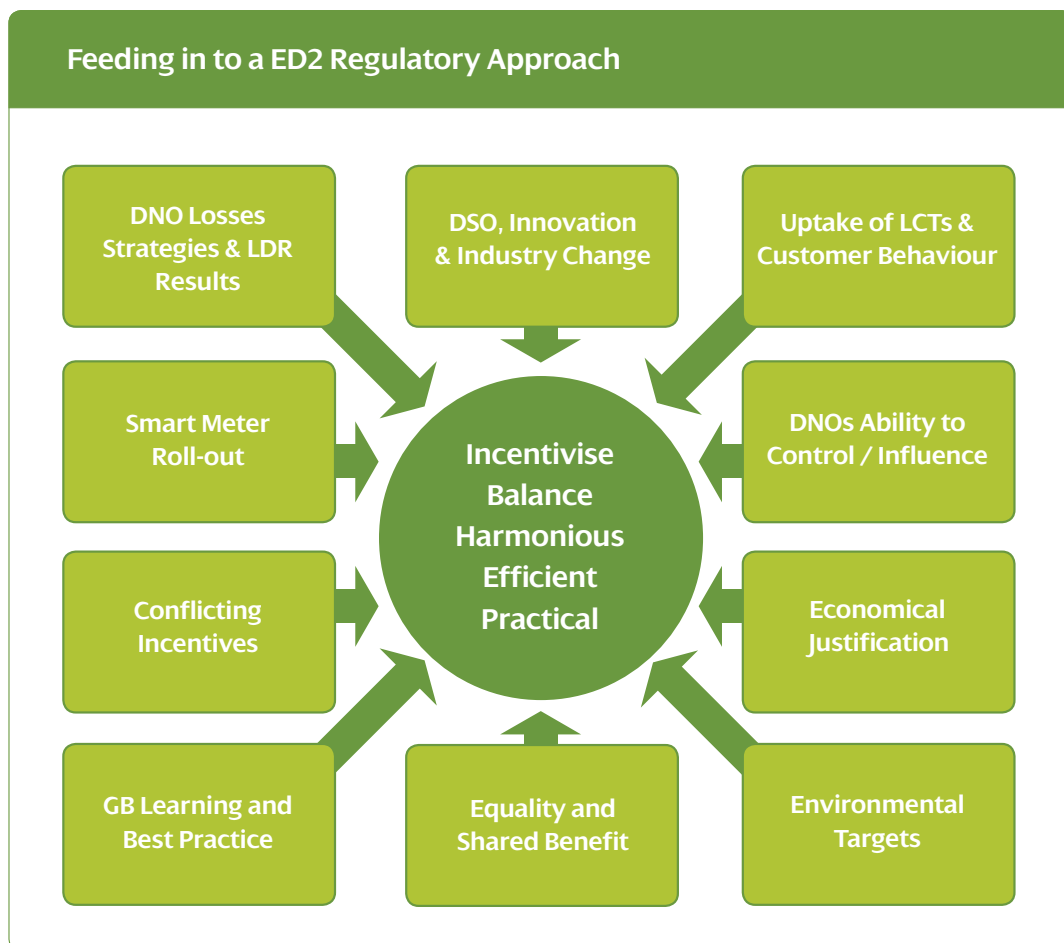 Feeding in to a ED2 Regulatory Approach
DNO Losses
Strategies & LDR
Results
DSO, Innovation
& Industry Change
Uptake of LCTs &
Customer Behaviour
Smart Meter
Roll-out
Incentivise
Balance
Harmonious
Efficient
Practical
DNOs Ability to
Control / Influence
Conflicting
Incentives
Economical
Justification
GB Learning and
Best Practice
Equality and
Shared Benefit
Environmental
Targets